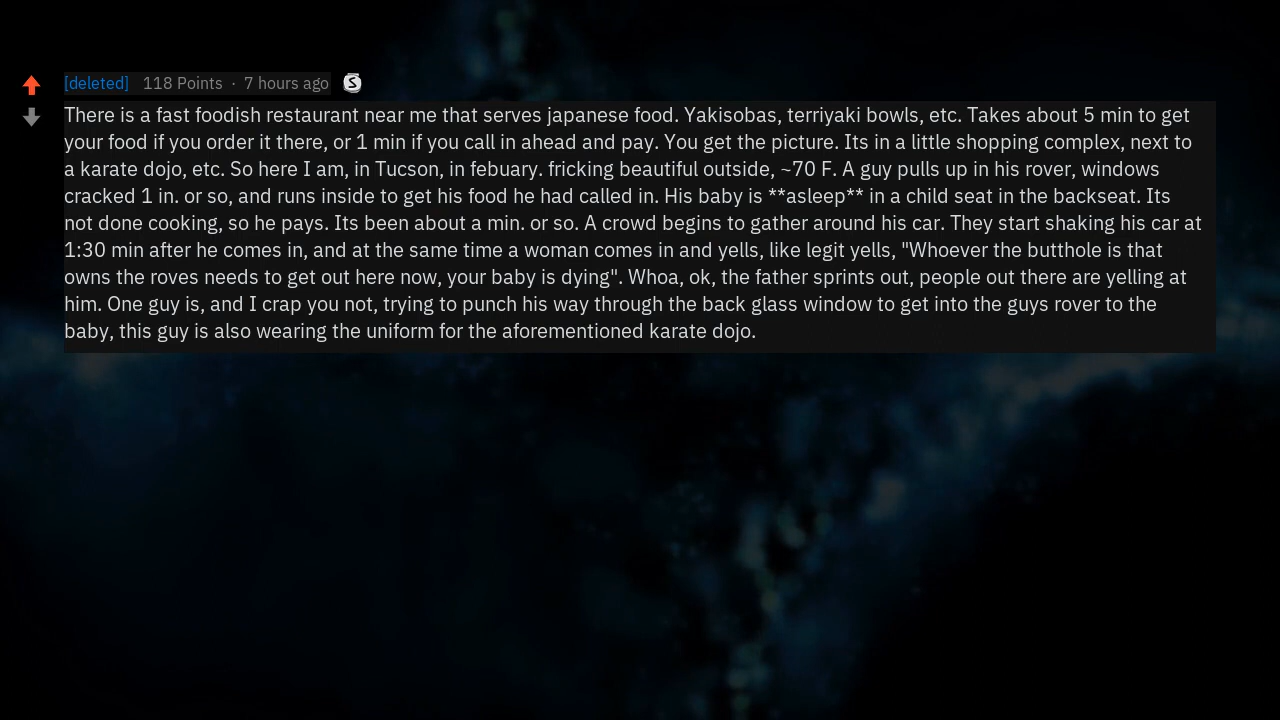 [deleted] 118 Points · 7 hours ago
There is a fast foodish restaurant near me that serves japanese food. Yakisobas, terriyaki bowls, etc. Takes about 5 min to get
your food if you order it there, or 1 min if you call in ahead and pay. You get the picture. Its in a little shopping complex, next to
a karate dojo, etc. So here I am, in Tucson, in febuary. fricking beautiful outside, ~70 F. A guy pulls up in his rover, windows
cracked 1 in. or so, and runs inside to get his food he had called in. His baby is **asleep** in a child seat in the backseat. Its
not done cooking, so he pays. Its been about a min. or so. A crowd begins to gather around his car. They start shaking his car at
1:30 min after he comes in, and at the same time a woman comes in and yells, like legit yells, "Whoever the butthole is that
owns the roves needs to get out here now, your baby is dying". Whoa, ok, the father sprints out, people out there are yelling at
him. One guy is, and I crap you not, trying to punch his way through the back glass window to get into the guys rover to the
baby, this guy is also wearing the uniform for the aforementioned karate dojo.